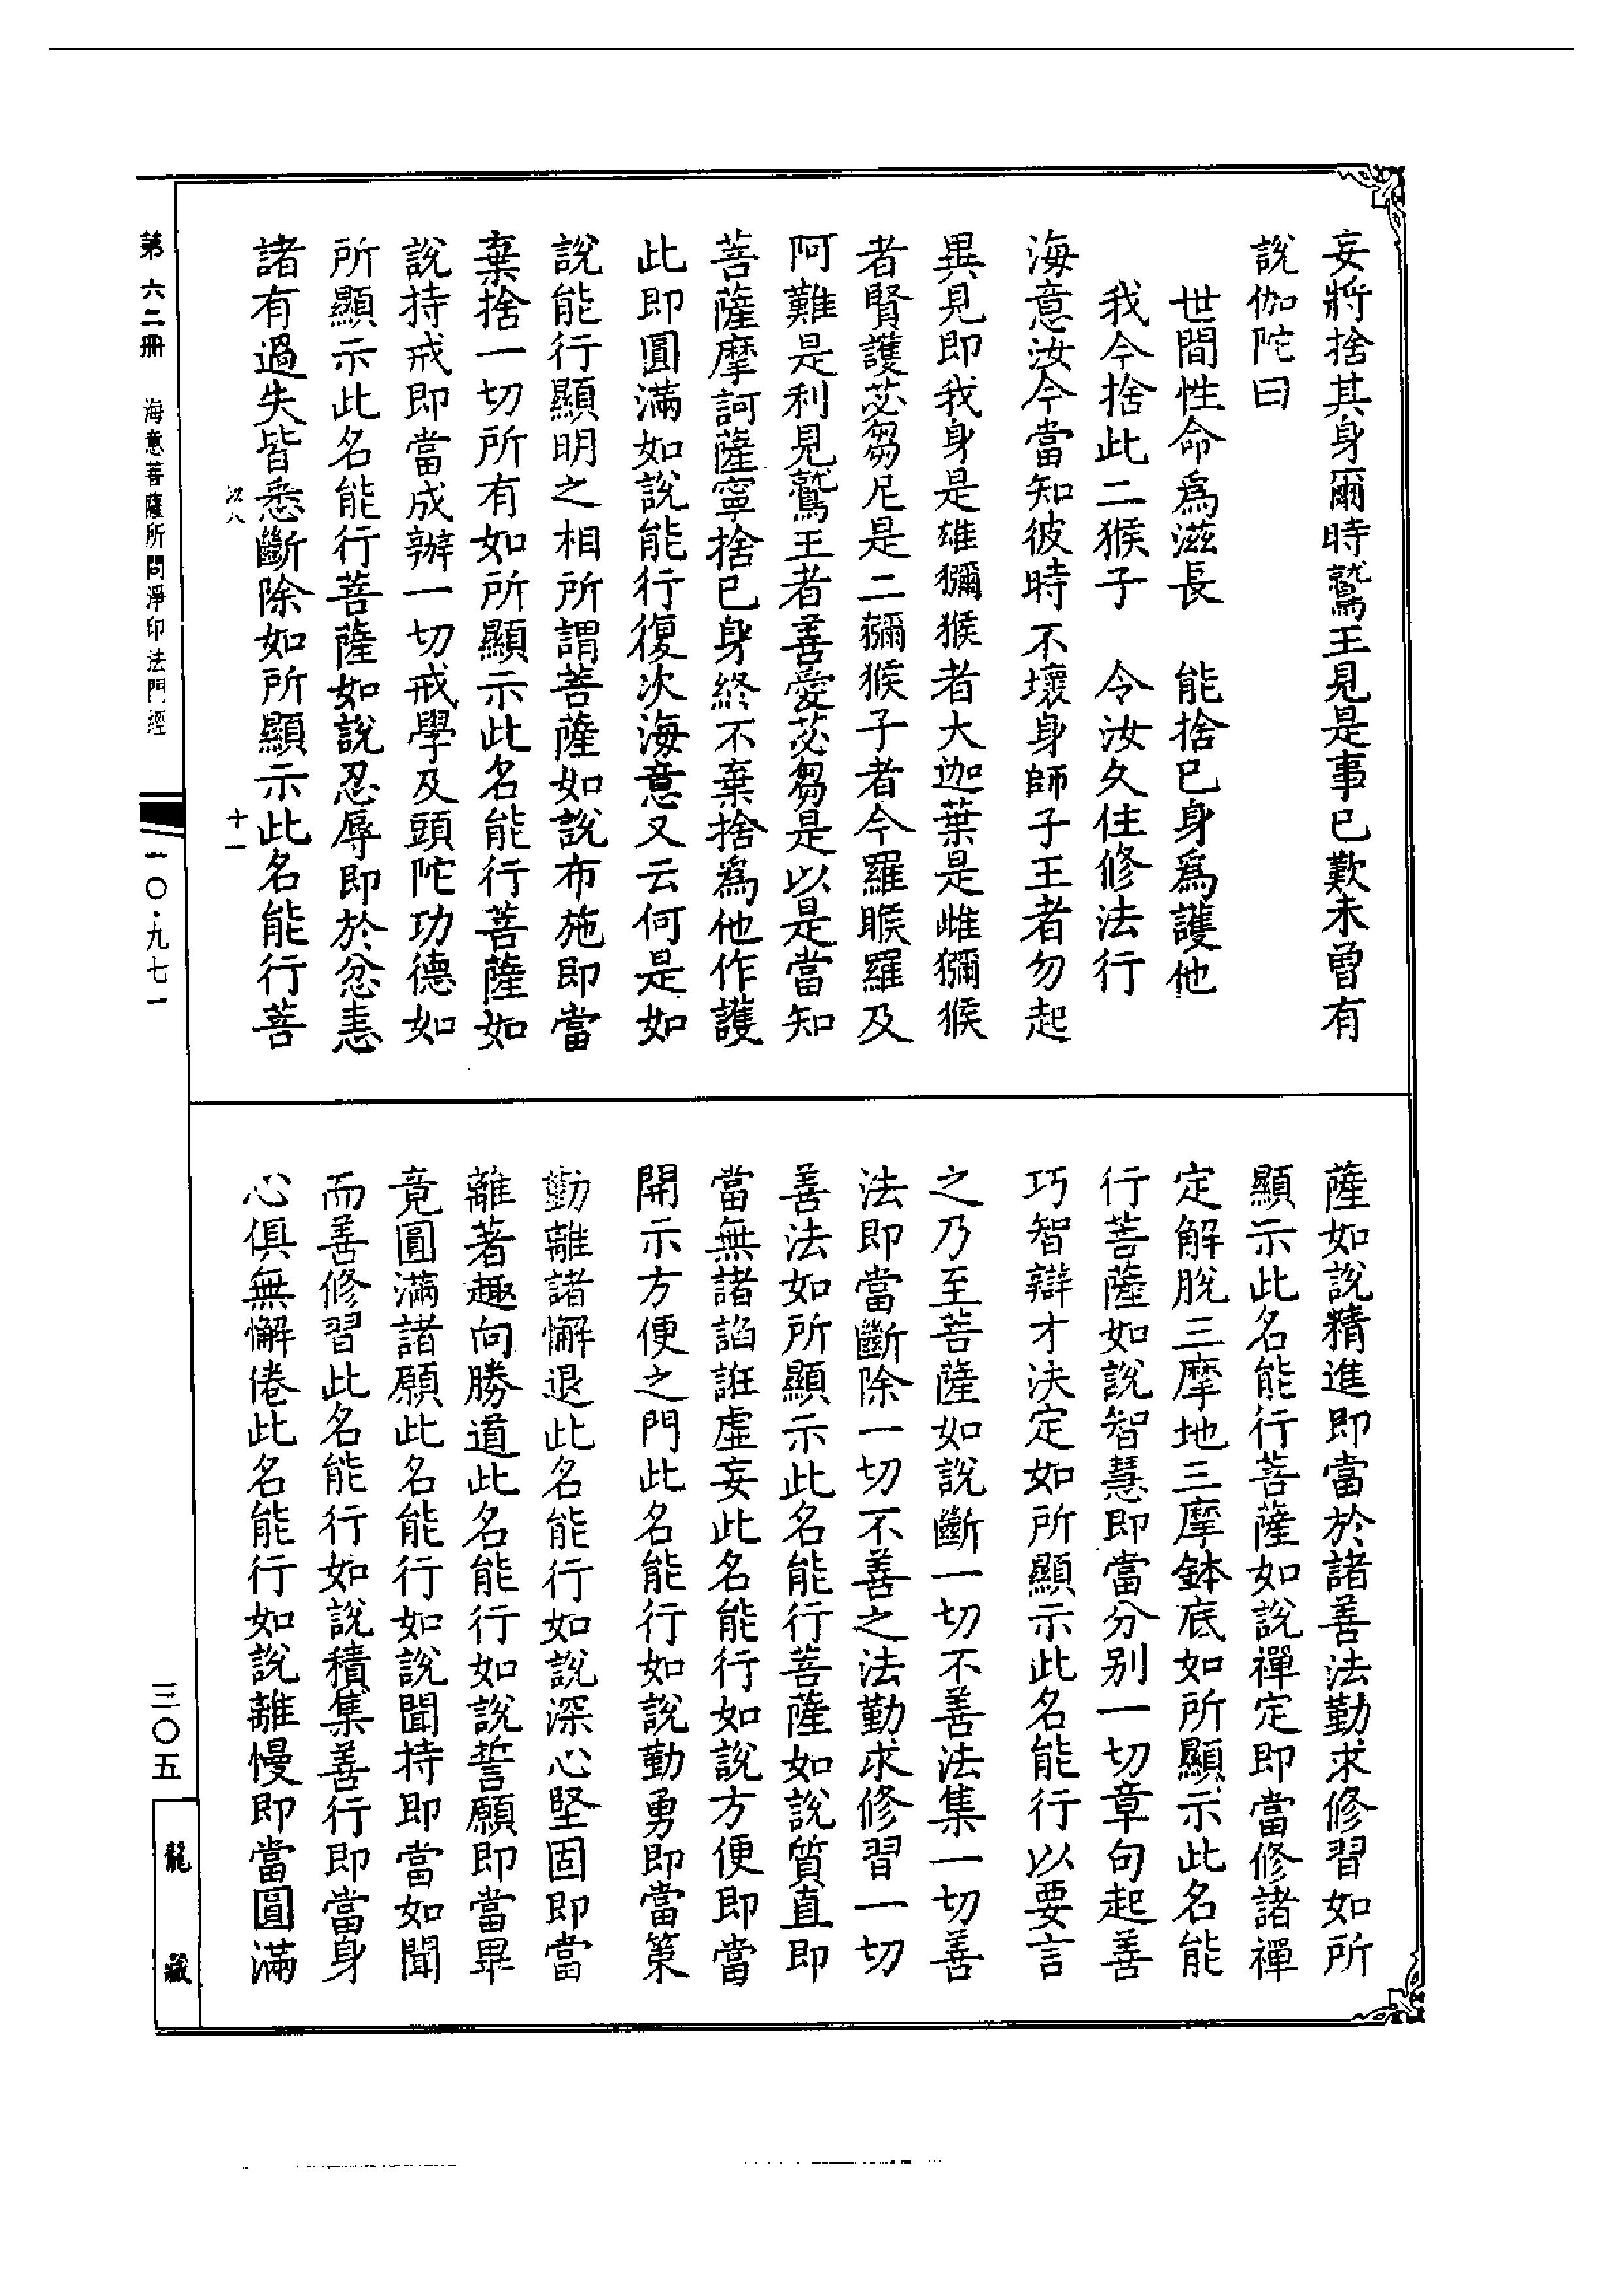 妄將捨其身爾時鷲王見是事已歎未曾有
說伽陀曰
世間性命為滋長　能捨已身為護他
我今捨此二猴子　令汝久住修法行
海意汝今當知彼時不壞身師子王者勿起
異見即我身是雄獼猴者大迦葉是雌獼猴
者賢護苾芻尼是二獼猴子者今羅睺羅及
阿難是利見鷲王者善愛苾芻是以是當知
菩薩摩訶薩寧捨已身終不棄捨為他作護
此即圓滿如說能行復次海意又云何是如
說能行顯明之相所謂菩薩如說布施即當
棄捨一切所有如所顯示此名能行菩薩如
說持戒即當成辦一切戒學及頭陀功德如
所顯示此名能行菩薩如說忍辱即於忿恚
諸有過失皆悉斷除如所顯示此名能行菩
薩如說精進即當於諸善法勤求修習如所
顯示此名能行菩薩如說禪定即當修諸禪
定解脫三摩地三摩鉢底如所顯示此名能
行菩薩如說智慧即當分别一切章句起善
巧智辯才決定如所顯示此名能行以要言
之乃至菩薩如說斷一切不善法集一切善
法即當斷除一切不善之法勤求修習一切
善法如所顯示此名能行菩薩如說質直即
當無諸諂誑虛妄此名能行如說方便即當
開示方便之門此名能行如說勤勇即當策
勤離諸懈退此名能行如說深心堅固即當
離著趣向勝道此名能行如說誓願即當畢
竟圓滿諸願此名能行如說聞持即當如聞
而善修習此名能行如說積集善行即當身
心俱無懈倦此名能行如說離慢即當圓滿
十一
第六二冊　海意菩薩所問淨印法門經
一〇・九七一
三〇五
龍藏